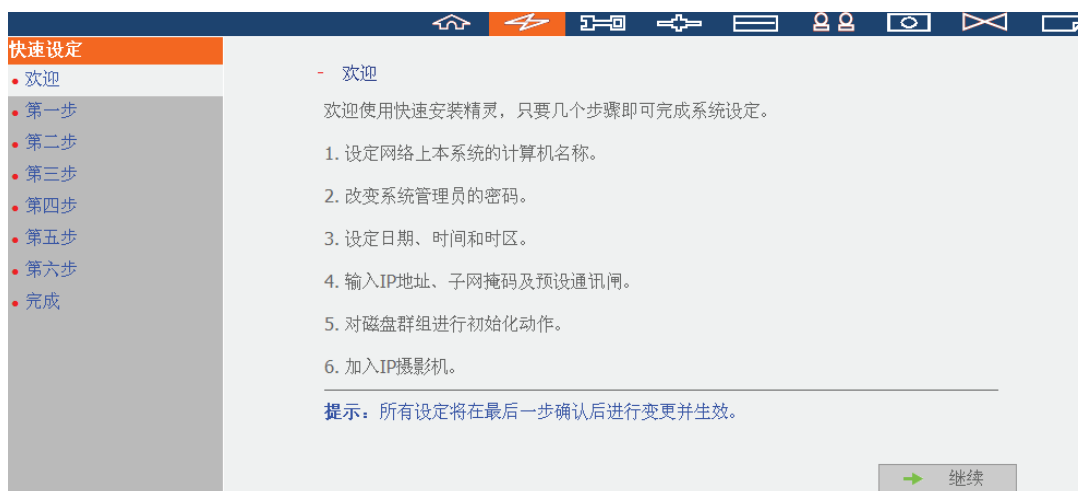 快速设定
欢迎
第一步
第二步
第三步
第四步
第五步
第六步
完成
- 欢迎
欢迎使用快速安装精灵，只要几个步骤即可完成系统设定。
1. 设定网络上本系统的计算机名称。
2. 改变系统管理员的密码。
3. 设定日期、时间和时区。
4. 输入IP地址、子网掩码及预设通讯闸。
5. 对磁盘群组进行初始化动作。
6. 加入IP摄影机。
提示：所有设定将在最后一步确认后进行变更并生效。
继续